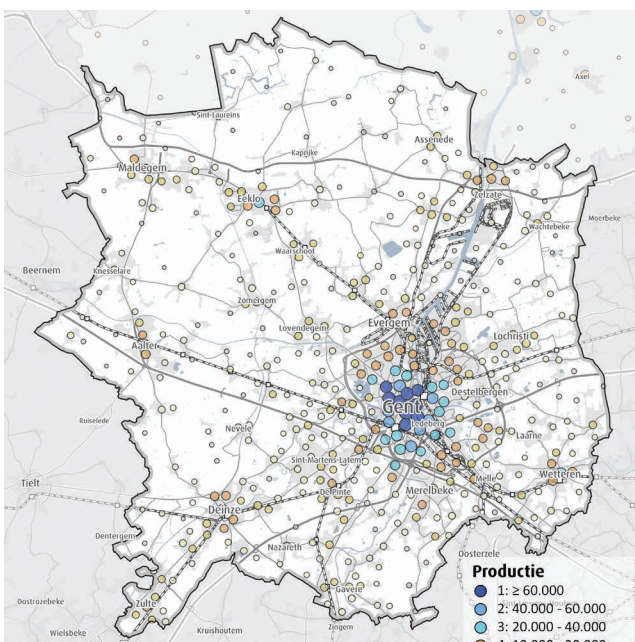 Axel
Sint-Laureins
Assenede
Kaprijke
Maldegem
Zelzate
Eeklo
Moerbeke
Wachtebeke
Waarschoot
Beernem
Knesselare
Zomergem
Lovendegem
Evergem
Lochristi
Aalter
Destelbergen
Gent
Ruiselede
Nevele
Ledeberg
Laarne
Sint-Martens-Latem
Tielt
Melle
Wetteren
De Pinte
Merelbeke
Deinze
Dentergem
Nazareth
Oosterzele
Gavere
Oostrozebeke
Zulte
Wielsbeke
Kruishoutem
Zingem
Productie
1: ≥ 60.000
2: 40.000 - 60.000
3: 20.000 - 40.000